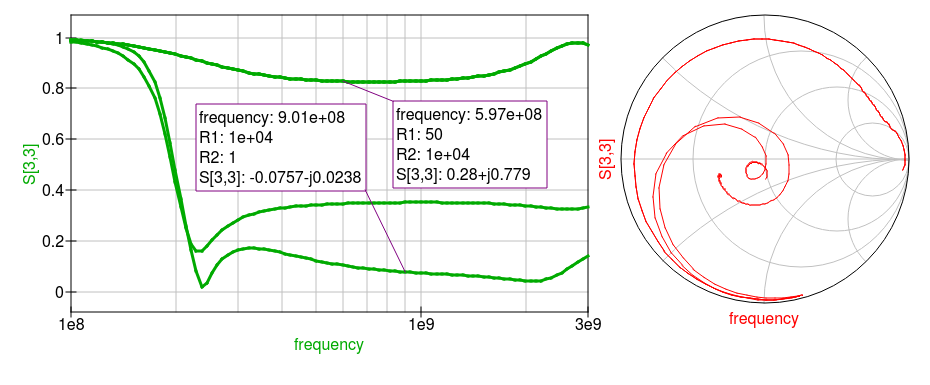 1
0.8
0.6
0.4
0.2
0
S[3,3]
1e8
1e9
3e9
frequency
frequency: 9.01e+08
R1: 1e+04
R2: 1
S[3,3]: -0.0757-j0.0238
frequency: 5.97e+08
R1: 50
R2: 1e+04
S[3,3]: 0.28+j0.779
S[3,3]
frequency